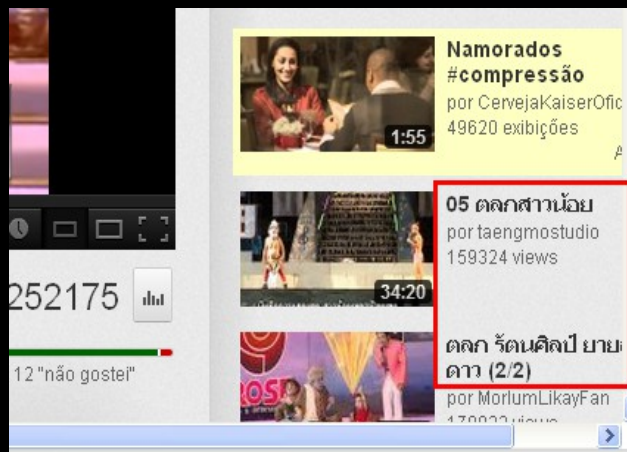 Namorados
#compressão
por CervejaKaiserOfic
49620 exibições
1:55
05 ตลกสาวน้อย
por taengmostudio
159324 views
34:20
252175
12 "não gostei"
ตลก รัตนศิลป์ ยาย
ดาว (2/2)
por MorlumLikayFan